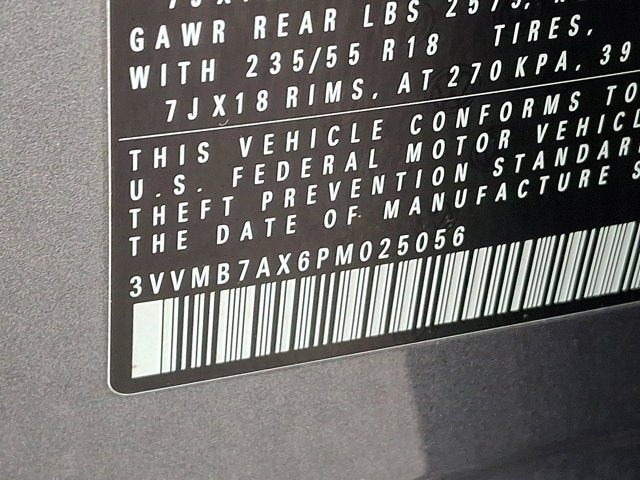 GAWR REAR LBS 2575,
WITH 235/55 R18 TIRES,
7JX18 RIMS, AT 270 KPA, 39
THIS VEHICLE CONFORMS TO
U.S. FEDERAL MOTOR VEHICL
THEFT PREVENTION STANDAR
THE DATE OF MANUFACTURE S
3VVMB7AX6PM025056